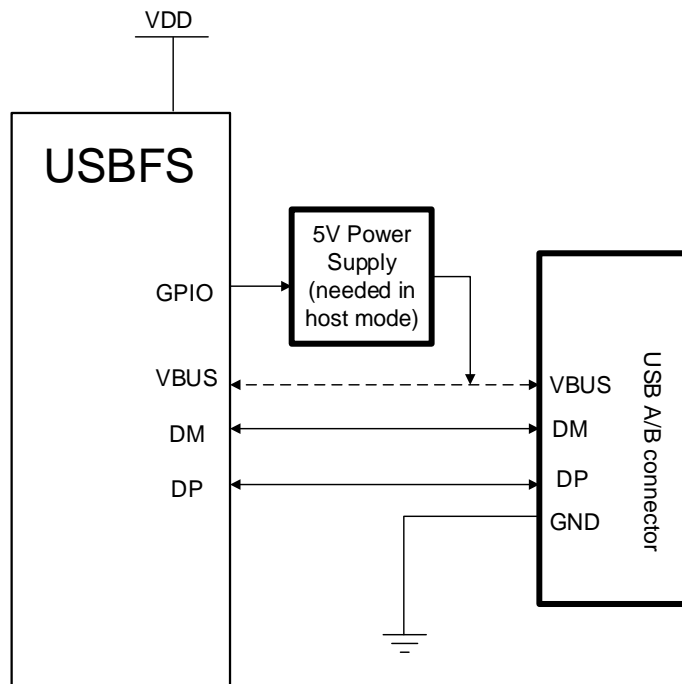 VDD
USBFS
5V Power
Supply
(needed in
host mode)
GPIO
VBUS
DM
DP
VBUS
DM
DP
GND
USB A/B connector